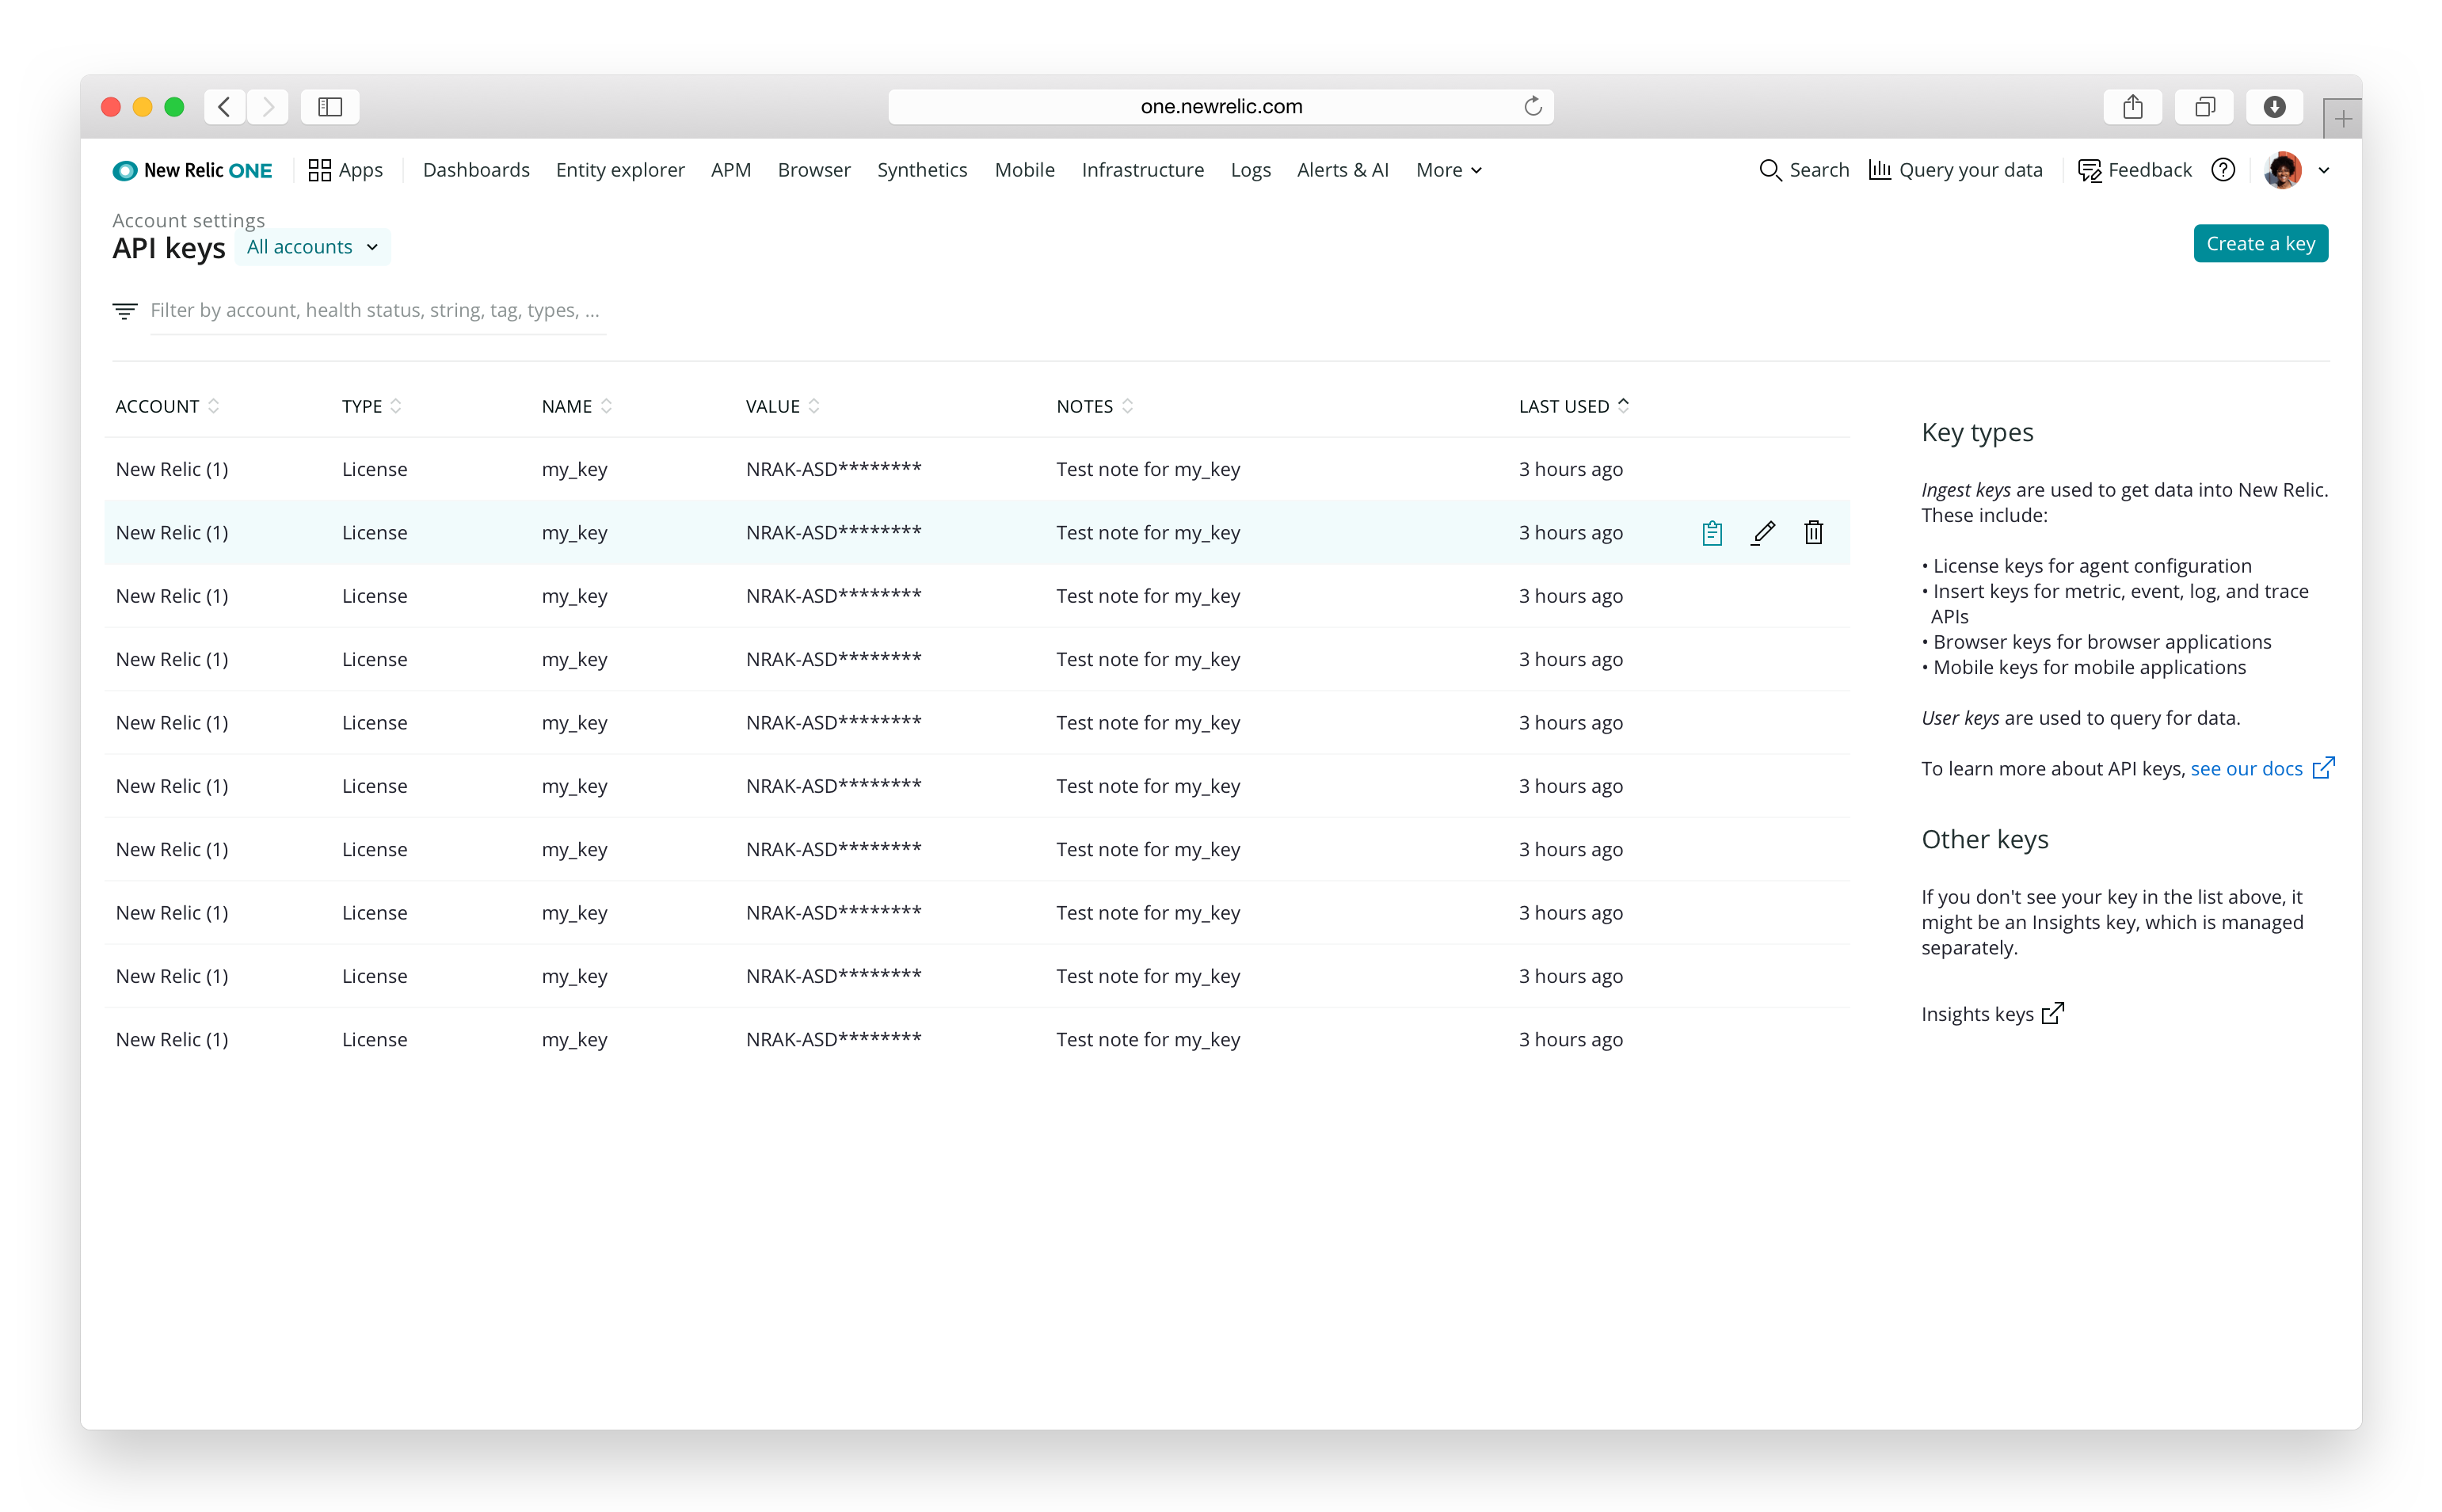 one.newrelic.com
New Relic ONE Apps Dashboards Entity explorer APM Browser Synthetics Mobile Infrastructure Logs Alerts & AI More Search Query your data Feedback
Account settings
API keys All accounts Create a key
Filter by account, health status, string, tag, types, ...
ACCOUNT TYPE NAME VALUE NOTES LAST USED
New Relic (1) License my_key NRAK-ASD******** Test note for my_key 3 hours ago
New Relic (1) License my_key NRAK-ASD******** Test note for my_key 3 hours ago
New Relic (1) License my_key NRAK-ASD******** Test note for my_key 3 hours ago
New Relic (1) License my_key NRAK-ASD******** Test note for my_key 3 hours ago
New Relic (1) License my_key NRAK-ASD******** Test note for my_key 3 hours ago
New Relic (1) License my_key NRAK-ASD******** Test note for my_key 3 hours ago
New Relic (1) License my_key NRAK-ASD******** Test note for my_key 3 hours ago
New Relic (1) License my_key NRAK-ASD******** Test note for my_key 3 hours ago
New Relic (1) License my_key NRAK-ASD******** Test note for my_key 3 hours ago
New Relic (1) License my_key NRAK-ASD******** Test note for my_key 3 hours ago
Key types
Ingest keys are used to get data into New Relic.
These include:
• License keys for agent configuration
• Insert keys for metric, event, log, and trace
APIs
• Browser keys for browser applications
• Mobile keys for mobile applications
User keys are used to query for data.
To learn more about API keys, see our docs
Other keys
If you don't see your key in the list above, it
might be an Insights key, which is managed
separately.
Insights keys